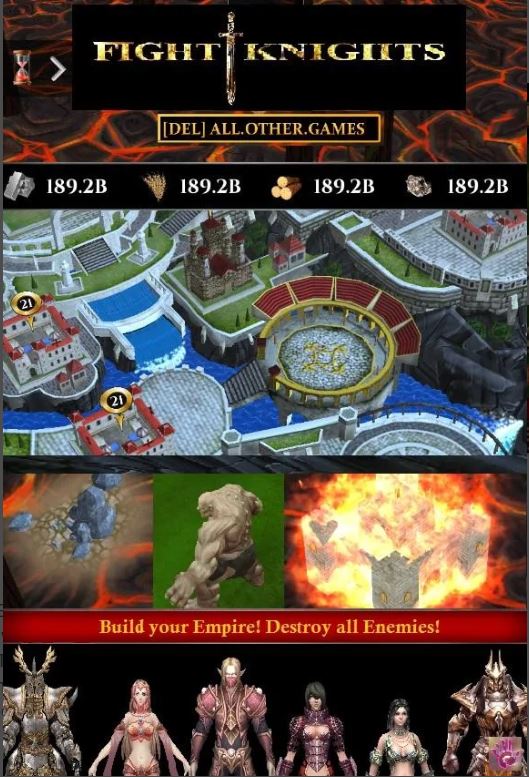 FIGHT KNIGHTS
[DEL] ALL.OTHER.GAMES
189.2B 189.2B 189.2B 189.2B
21
21
Build your Empire! Destroy all Enemies!